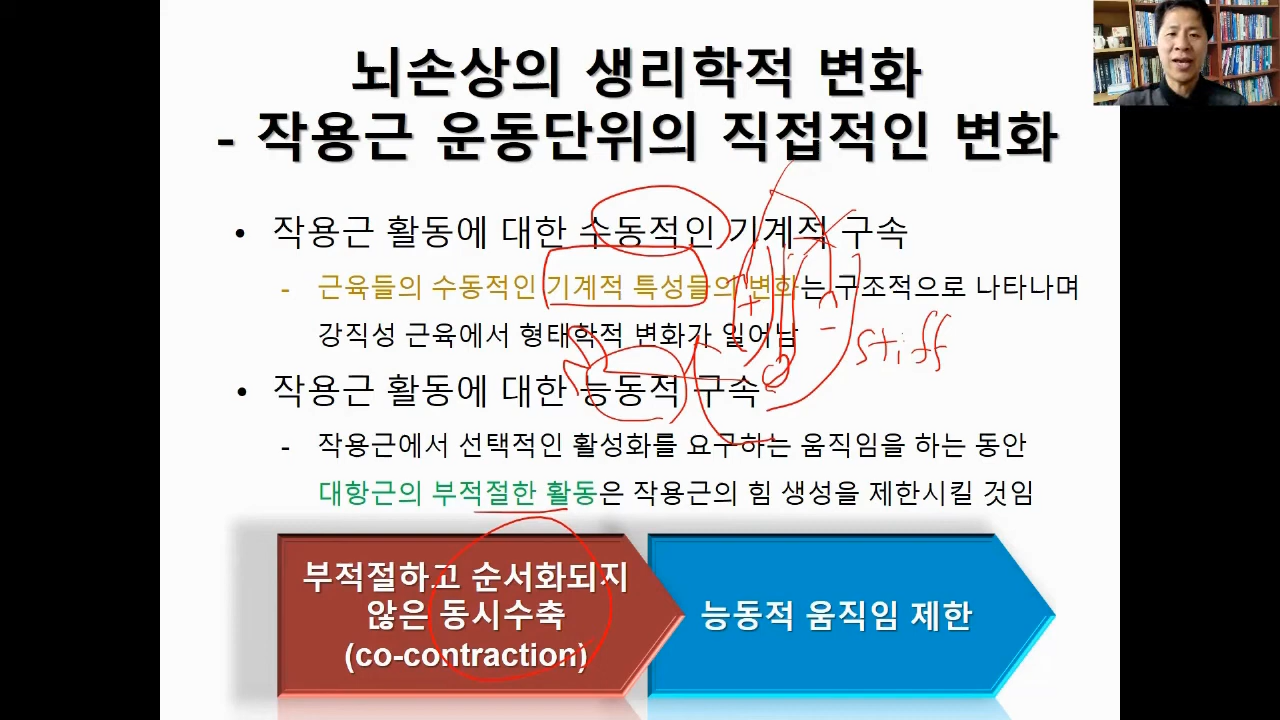 뇌손상의 생리학적 변화
- 작용근 운동단위의 직접적인 변화
• 작용근 활동에 대한 수동적인 기계적 구속
- 근육들의 수동적인 기계적 특성들의 변화는 구조적으로 나타나며
강직성 근육에서 형태학적 변화가 일어남
stiff
• 작용근 활동에 대한 능동적 구속
- 작용근에서 선택적인 활성화를 요구하는 움직임을 하는 동안
대항근의 부적절한 활동은 작용근의 힘 생성을 제한시킬 것임
부적절하고 순서화되지
않은 동시수축
(co-contraction)
능동적 움직임 제한